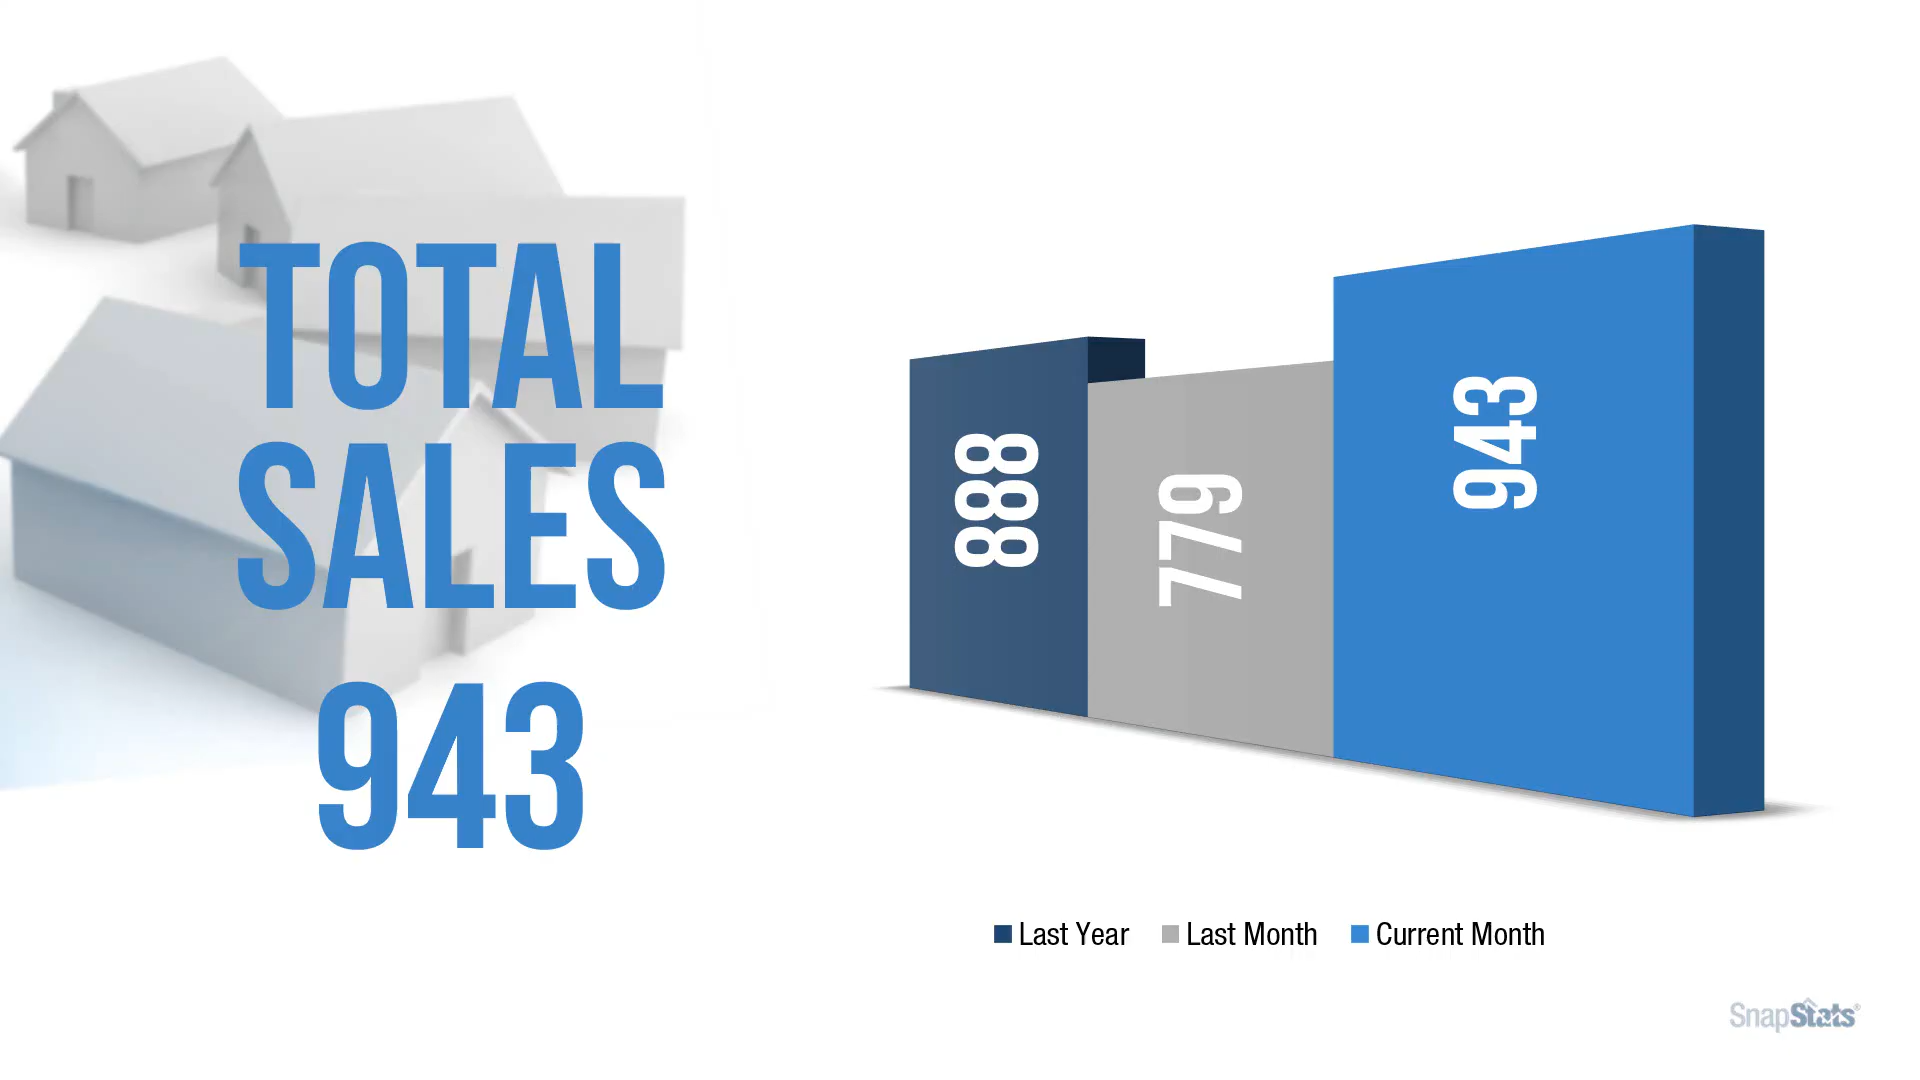 TOTAL
SALES
943
888
779
943
Last Year
Last Month
Current Month
SnapStats®